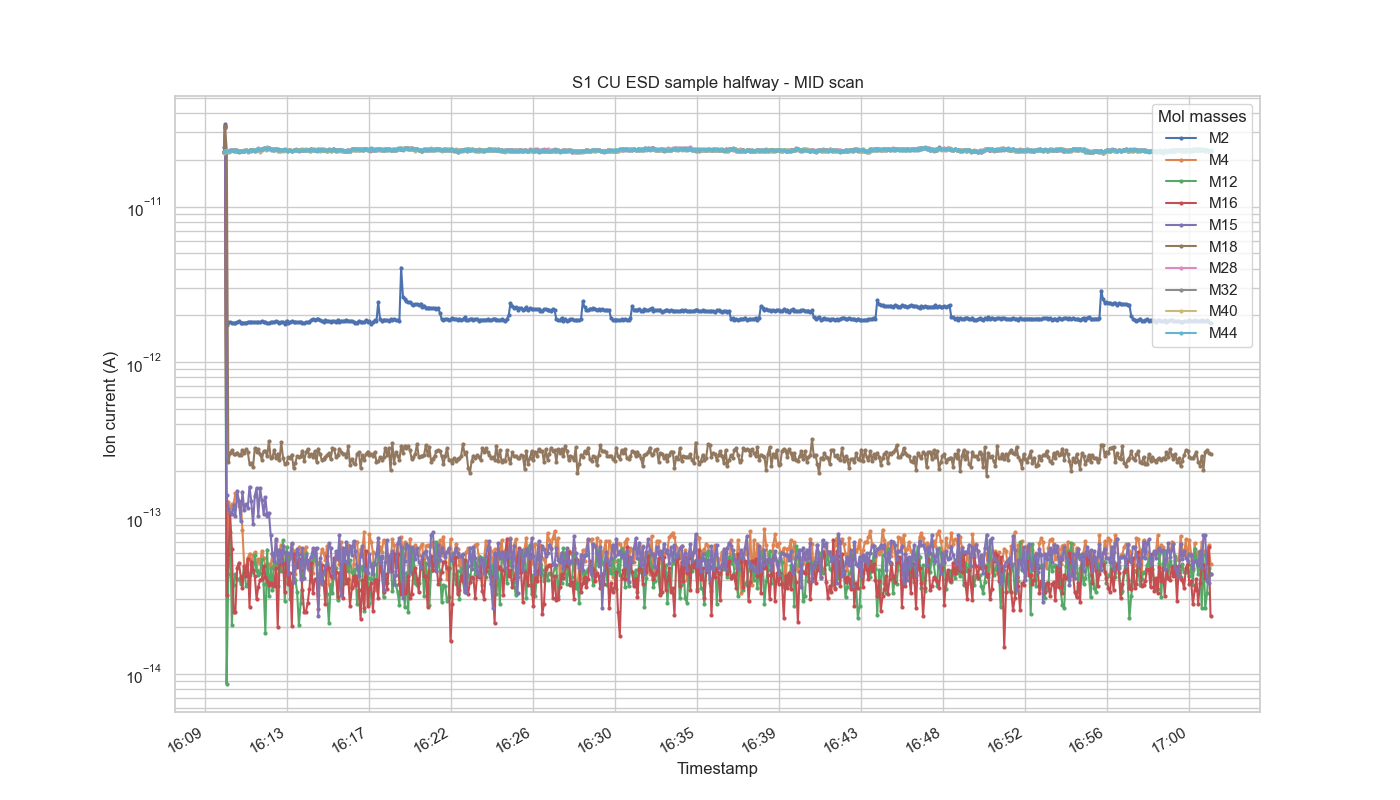 S1 CU ESD sample halfway - MID scan
Mol masses
M2
M4
M12
M16
M15
M18
M28
M32
M40
M44
Ion current (A)
10⁻¹¹
10⁻¹²
10⁻¹³
10⁻¹⁴
16:09 16:13 16:17 16:22 16:26 16:30 16:35 16:39 16:43 16:48 16:52 16:56 17:00
Timestamp